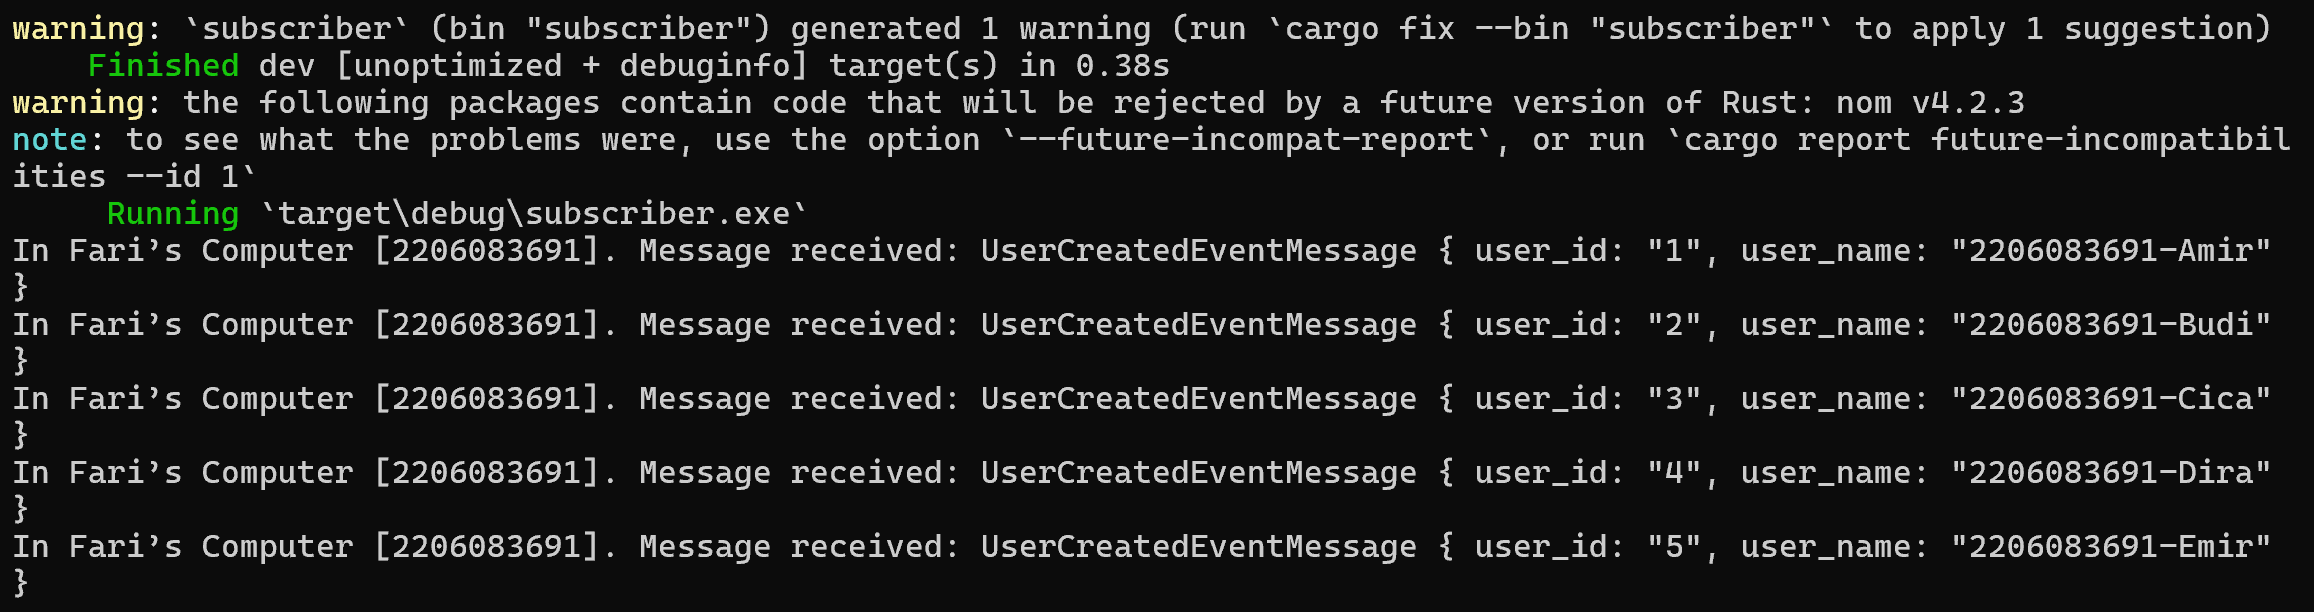 warning: `subscriber` (bin "subscriber") generated 1 warning (run `cargo fix --bin "subscriber"` to apply 1 suggestion)
    Finished dev [unoptimized + debuginfo] target(s) in 0.38s
warning: the following packages contain code that will be rejected by a future version of Rust: nom v4.2.3
note: to see what the problems were, use the option `--future-incompat-report`, or run `cargo report future-incompatibil
ities --id 1`
     Running `target\debug\subscriber.exe`
In Fari’s Computer [2206083691]. Message received: UserCreatedEventMessage { user_id: "1", user_name: "2206083691-Amir"
}
In Fari’s Computer [2206083691]. Message received: UserCreatedEventMessage { user_id: "2", user_name: "2206083691-Budi"
}
In Fari’s Computer [2206083691]. Message received: UserCreatedEventMessage { user_id: "3", user_name: "2206083691-Cica"
}
In Fari’s Computer [2206083691]. Message received: UserCreatedEventMessage { user_id: "4", user_name: "2206083691-Dira"
}
In Fari’s Computer [2206083691]. Message received: UserCreatedEventMessage { user_id: "5", user_name: "2206083691-Emir"
}